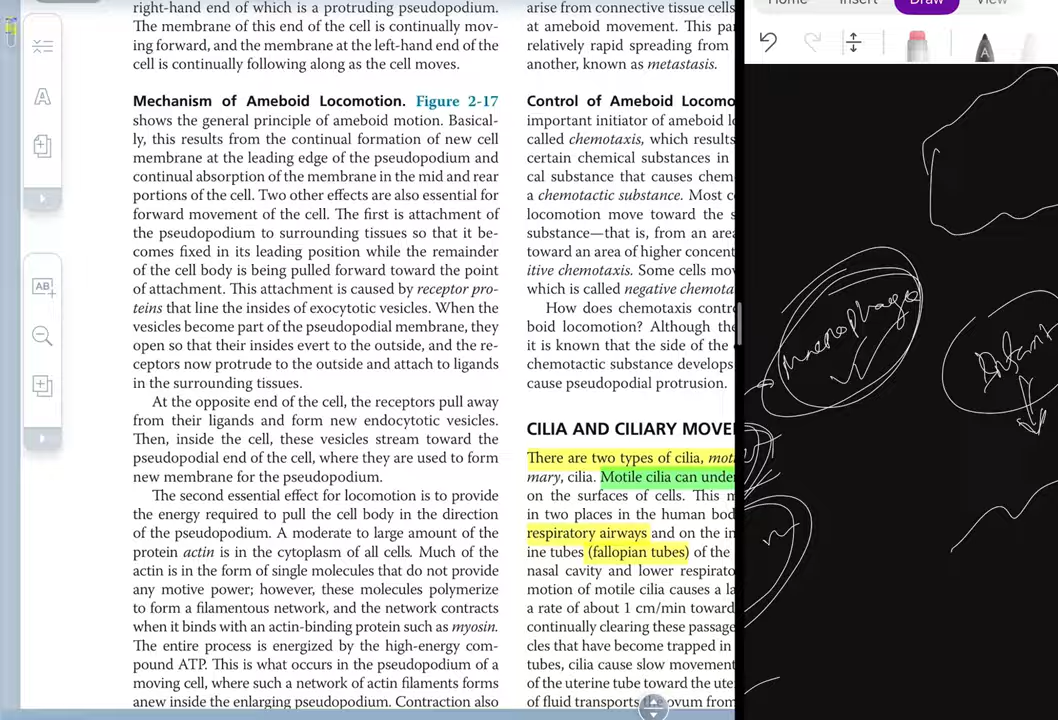 right-hand end of which is a protruding pseudopodium.
The membrane of this end of the cell is continually mov-
ing forward, and the membrane at the left-hand end of the
cell is continually following along as the cell moves.
Mechanism of Ameboid Locomotion. Figure 2-17
shows the general principle of ameboid motion. Basical-
ly, this results from the continual formation of new cell
membrane at the leading edge of the pseudopodium and
continual absorption of the membrane in the mid and rear
portions of the cell. Two other effects are also essential for
forward movement of the cell. The first is attachment of
the pseudopodium to surrounding tissues so that it be-
comes fixed in its leading position while the remainder
of the cell body is being pulled forward toward the point
of attachment. This attachment is caused by receptor pro-
teins that line the insides of exocytotic vesicles. When the
vesicles become part of the pseudopodial membrane, they
open so that their insides evert to the outside, and the re-
ceptors now protrude to the outside and attach to ligands
in the surrounding tissues.
At the opposite end of the cell, the receptors pull away
from their ligands and form new endocytotic vesicles.
Then, inside the cell, these vesicles stream toward the
pseudopodial end of the cell, where they are used to form
new membrane for the pseudopodium.
The second essential effect for locomotion is to provide
the energy required to pull the cell body in the direction
of the pseudopodium. A moderate to large amount of the
protein actin is in the cytoplasm of all cells. Much of the
actin is in the form of single molecules that do not provide
any motive power; however, these molecules polymerize
to form a filamentous network, and the network contracts
when it binds with an actin-binding protein such as myosin.
The entire process is energized by the high-energy com-
pound ATP. This is what occurs in the pseudopodium of a
moving cell, where such a network of actin filaments forms
anew inside the enlarging pseudopodium. Contraction also
arise from connective tissue cells
at ameboid movement. This pa
relatively rapid spreading from
another, known as metastasis.
Control of Ameboid Locomo
important initiator of ameboid l
called chemotaxis, which results
certain chemical substances in
cal substance that causes chem
a chemotactic substance. Most c
locomotion move toward the s
substance—that is, from an area
toward an area of higher concent
itive chemotaxis. Some cells mov
which is called negative chemota
How does chemotaxis contr
boid locomotion? Although the
it is known that the side of the
chemotactic substance develops
cause pseudopodial protrusion.
CILIA AND CILIARY MOVEM
There are two types of cilia, mot
mary, cilia. Motile cilia can unde
on the surfaces of cells. This m
in two places in the human bod
respiratory airways and on the in
ine tubes (fallopian tubes) of the
nasal cavity and lower respirato
motion of motile cilia causes a la
a rate of about 1 cm/min toward
continually clearing these passage
cles that have become trapped in
tubes, cilia cause slow movement
of the uterine tube toward the ute
of fluid transports the ovum from
Home Insert Draw View
A
AB
Macrophage